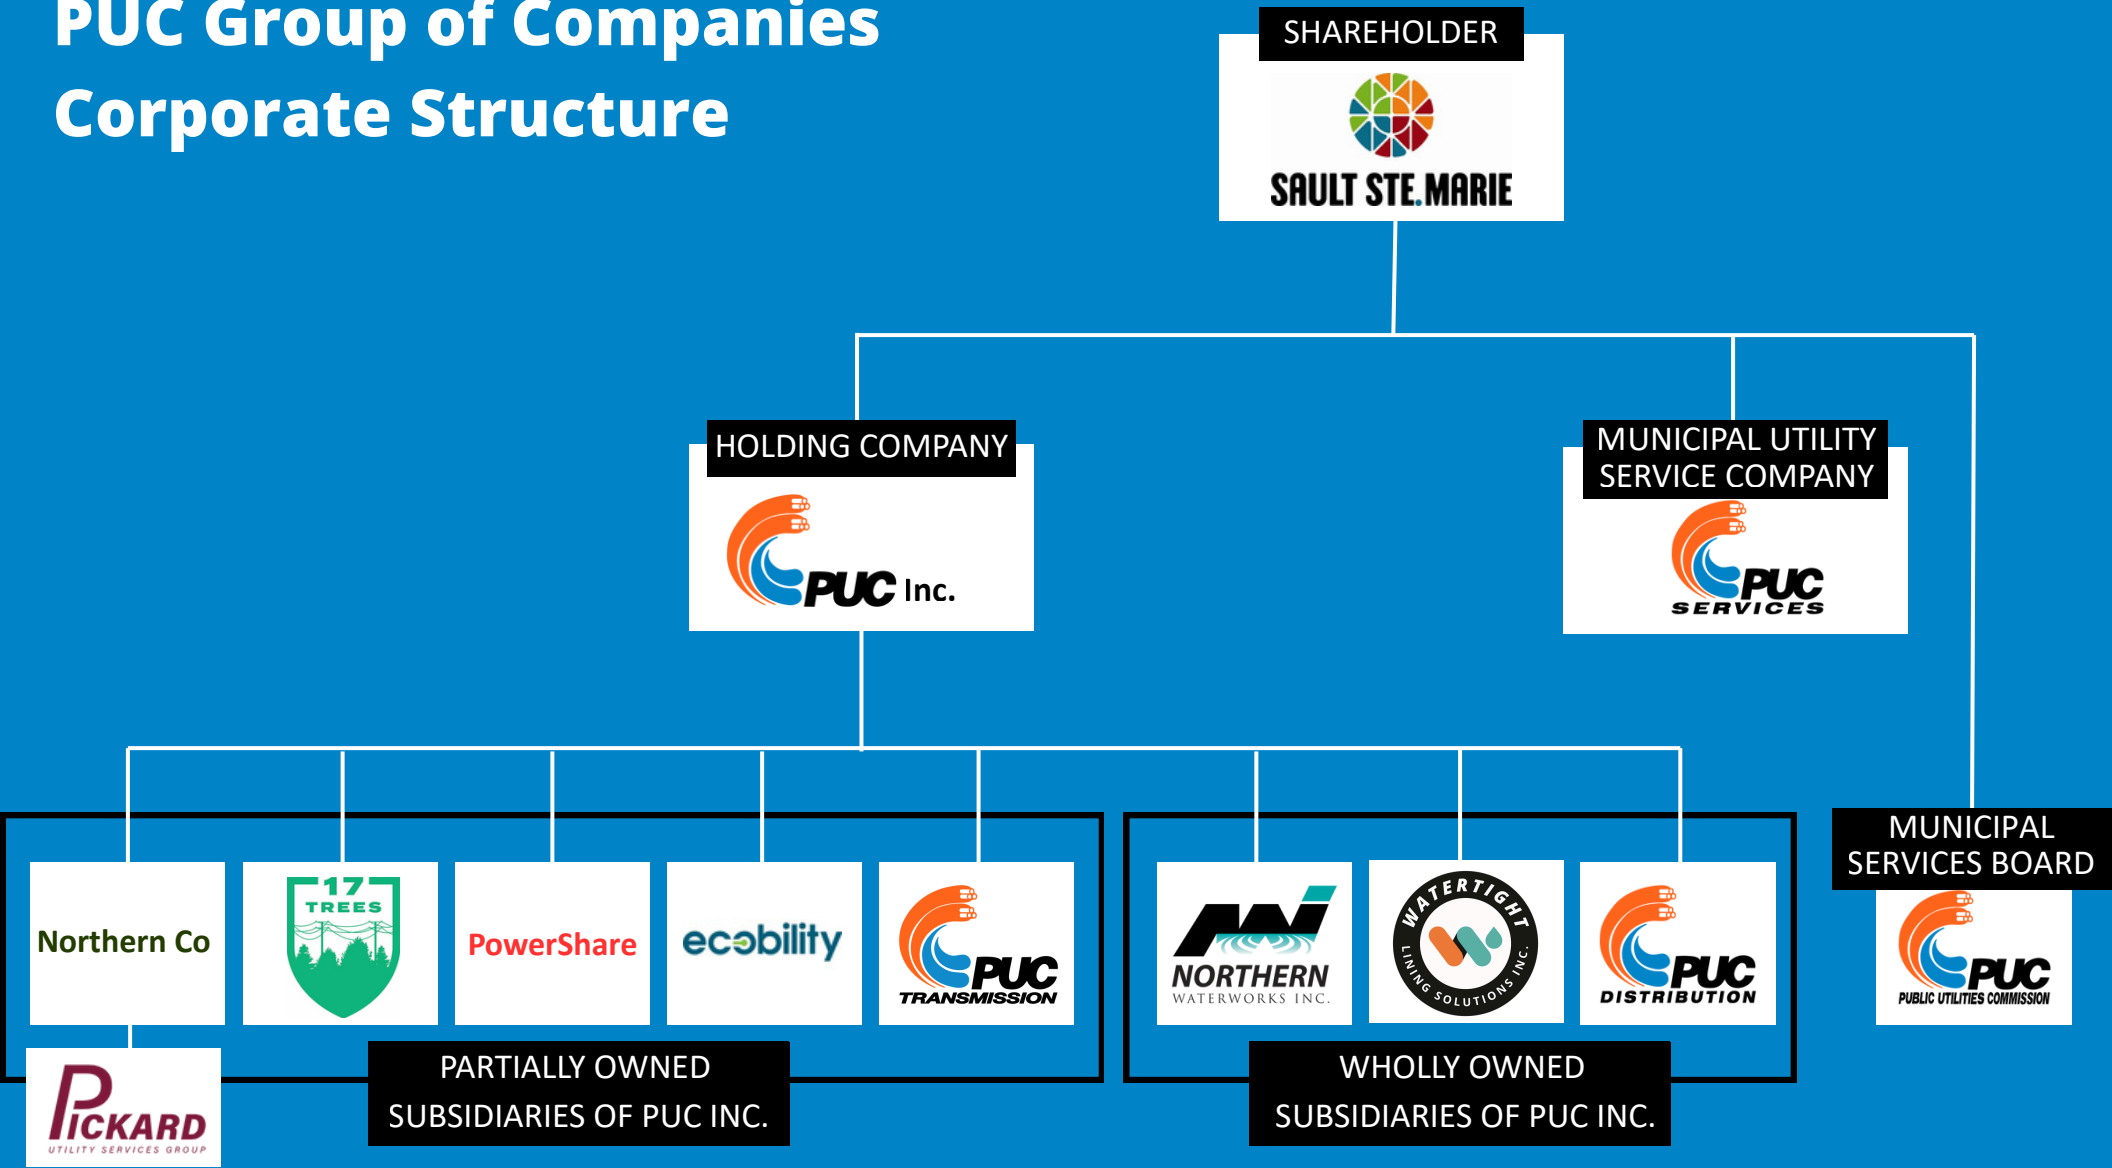 PUC Group of Companies
Corporate Structure
SHAREHOLDER
SAULT STE.MARIE
HOLDING COMPANY
PUC Inc.
MUNICIPAL UTILITY
SERVICE COMPANY
PUC
SERVICES
Northern Co
17
TREES
PowerShare
ecobility
PUC
TRANSMISSION
NORTHERN
WATERWORKS INC.
WATERTIGHT
LINING SOLUTIONS INC.
PUC
DISTRIBUTION
MUNICIPAL
SERVICES BOARD
PUC
PUBLIC UTILITIES COMMISSION
PICKARD
UTILITY SERVICES GROUP
PARTIALLY OWNED
SUBSIDIARIES OF PUC INC.
WHOLLY OWNED
SUBSIDIARIES OF PUC INC.